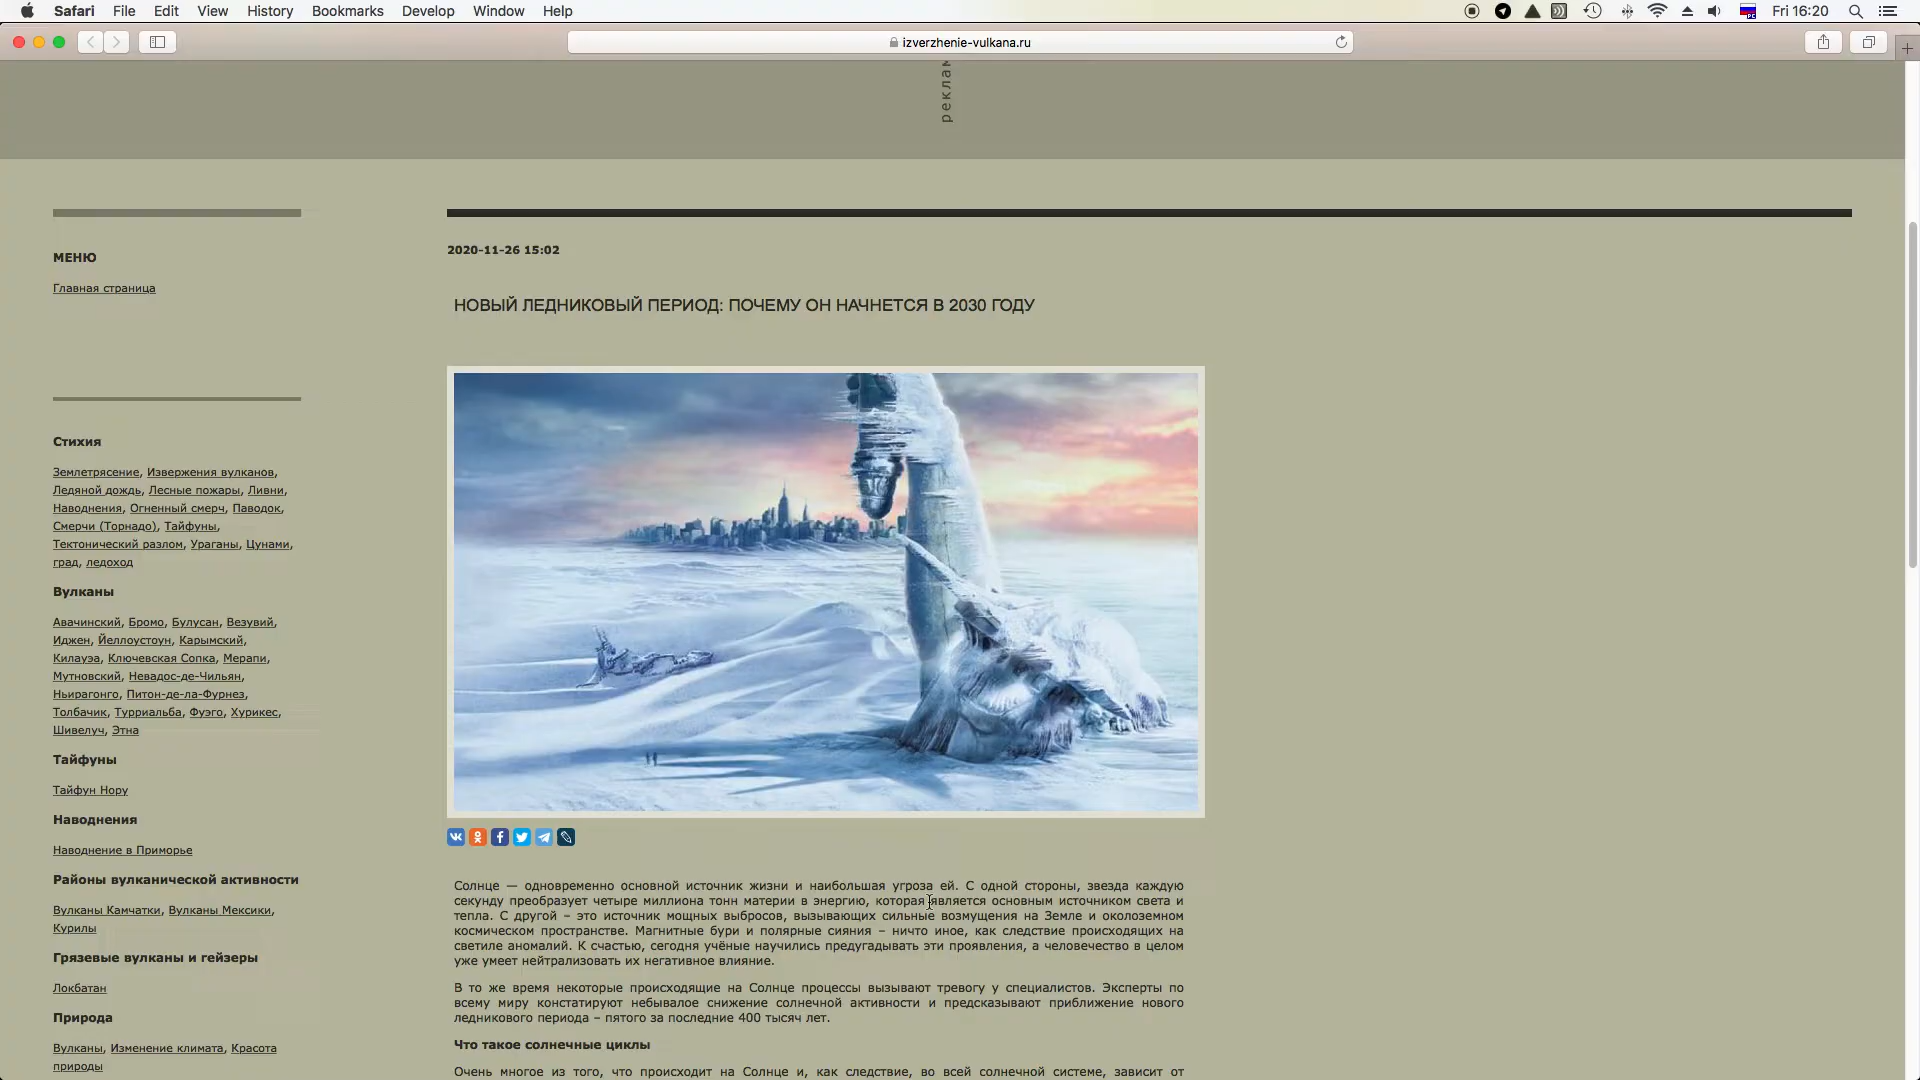 Safari File Edit View History Bookmarks Develop Window Help Fri 16:20
izverzhenie-vulkana.ru
МЕНЮ
Главная страница
Стихия
Землетрясение, Извержения вулканов,
Ледяной дождь, Лесные пожары, Ливни,
Наводнения, Огненный смерч, Паводок,
Смерчи (Торнадо), Тайфуны,
Тектонический разлом, Ураганы, Цунами,
град, ледоход
Вулканы
Авачинский, Бромо, Булусан, Везувий,
Иджен, Йеллоустоун, Карымский,
Килауэа, Ключевская Сопка, Мерапи,
Мутновский, Невадос-де-Чильян,
Ньирагонго, Питон-де-ла-Фурнез,
Толбачик, Турриальба, Фуэго, Хурикес,
Шивелуч, Этна
Тайфуны
Тайфун Нору
Наводнения
Наводнение в Приморье
Районы вулканической активности
Вулканы Камчатки, Вулканы Мексики,
Курилы
Грязевые вулканы и гейзеры
Локбатан
Природа
Вулканы, Изменение климата, Красота
природы
2020-11-26 15:02
НОВЫЙ ЛЕДНИКОВЫЙ ПЕРИОД: ПОЧЕМУ ОН НАЧНЕТСЯ В 2030 ГОДУ
Солнце — одновременно основной источник жизни и наибольшая угроза ей. С одной стороны, звезда каждую
секунду преобразует четыре миллиона тонн материи в энергию, которая является основным источником света и
тепла. С другой – это источник мощных выбросов, вызывающих сильные возмущения на Земле и околоземном
космическом пространстве. Магнитные бури и полярные сияния – ничто иное, как следствие происходящих на
светиле аномалий. К счастью, сегодня учёные научились предугадывать эти проявления, а человечество в целом
уже умеет нейтрализовать их негативное влияние.
В то же время некоторые происходящие на Солнце процессы вызывают тревогу у специалистов. Эксперты по
всему миру констатируют небывалое снижение солнечной активности и предсказывают приближение нового
ледникового периода – пятого за последние 400 тысяч лет.
Что такое солнечные циклы
Очень многое из того, что происходит на Солнце и, как следствие, во всей солнечной системе, зависит от